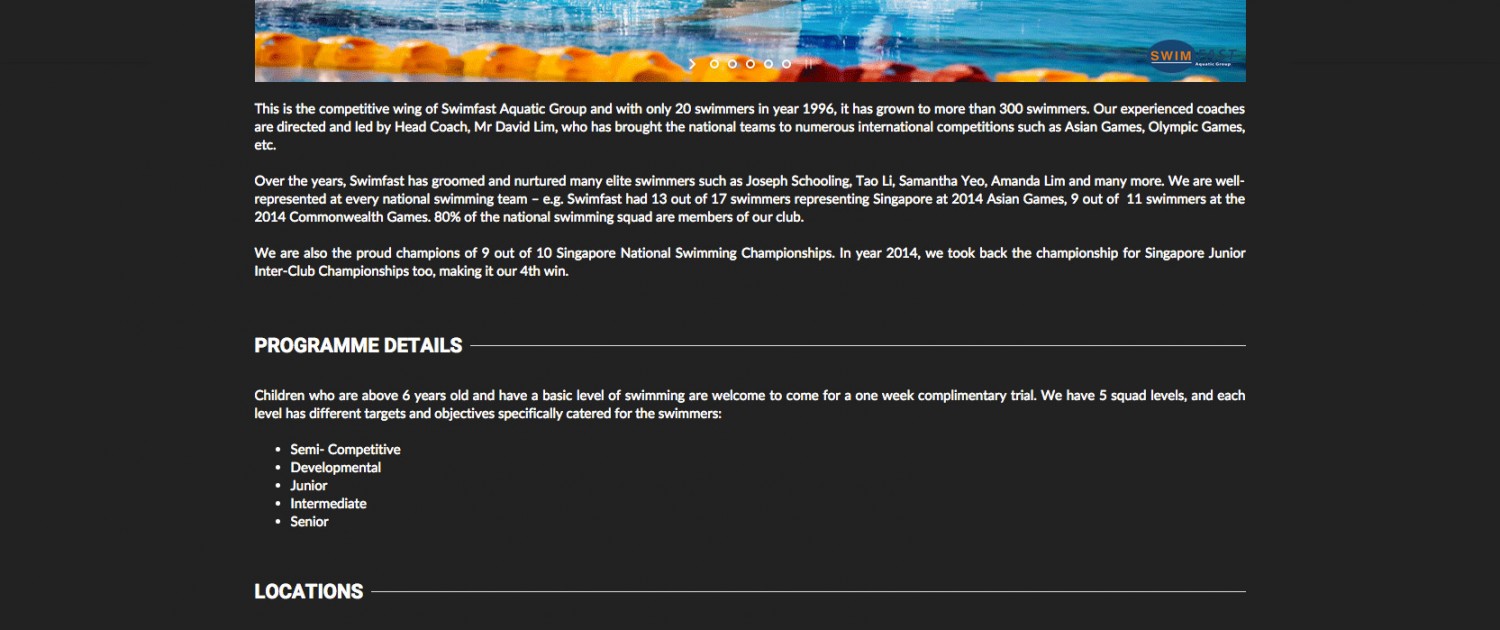 SWIMFAST
Aquatic Group
This is the competitive wing of Swimfast Aquatic Group and with only 20 swimmers in year 1996, it has grown to more than 300 swimmers. Our experienced coaches
are directed and led by Head Coach, Mr David Lim, who has brought the national teams to numerous international competitions such as Asian Games, Olympic Games,
etc.
Over the years, Swimfast has groomed and nurtured many elite swimmers such as Joseph Schooling, Tao Li, Samantha Yeo, Amanda Lim and many more. We are well-
represented at every national swimming team – e.g. Swimfast had 13 out of 17 swimmers representing Singapore at 2014 Asian Games, 9 out of  11 swimmers at the
2014 Commonwealth Games. 80% of the national swimming squad are members of our club.
We are also the proud champions of 9 out of 10 Singapore National Swimming Championships. In year 2014, we took back the championship for Singapore Junior
Inter-Club Championships too, making it our 4th win.
PROGRAMME DETAILS
Children who are above 6 years old and have a basic level of swimming are welcome to come for a one week complimentary trial. We have 5 squad levels, and each
level has different targets and objectives specifically catered for the swimmers:
• Semi- Competitive
• Developmental
• Junior
• Intermediate
• Senior
LOCATIONS